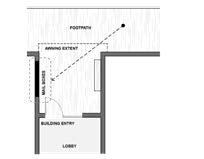 FOOTPATH
AWNING EXTENT
MAIL BOXES
BUILDING ENTRY
LOBBY